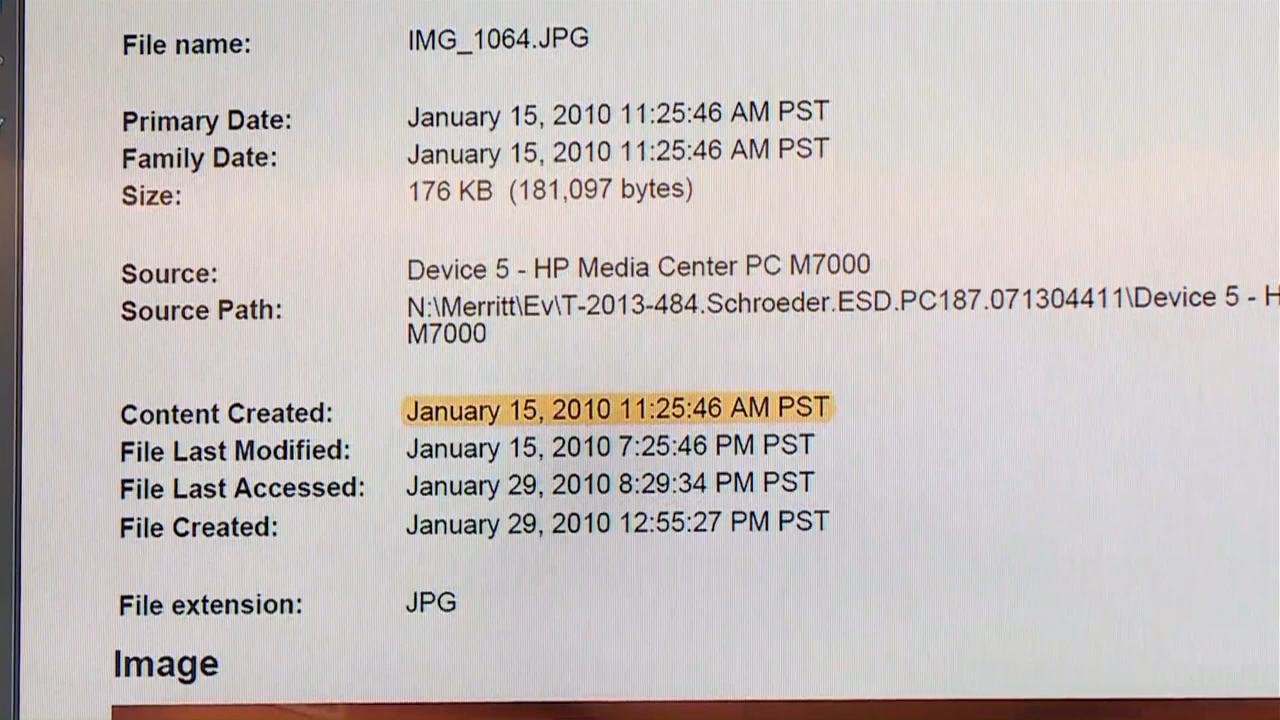 File name: IMG_1064.JPG
Primary Date: January 15, 2010 11:25:46 AM PST
Family Date: January 15, 2010 11:25:46 AM PST
Size: 176 KB (181,097 bytes)
Source: Device 5 - HP Media Center PC M7000
Source Path: N:\Merritt\Ev\T-2013-484.Schroeder.ESD.PC187.071304411\Device 5 - H
M7000
Content Created: January 15, 2010 11:25:46 AM PST
File Last Modified: January 15, 2010 7:25:46 PM PST
File Last Accessed: January 29, 2010 8:29:34 PM PST
File Created: January 29, 2010 12:55:27 PM PST
File extension: JPG
Image